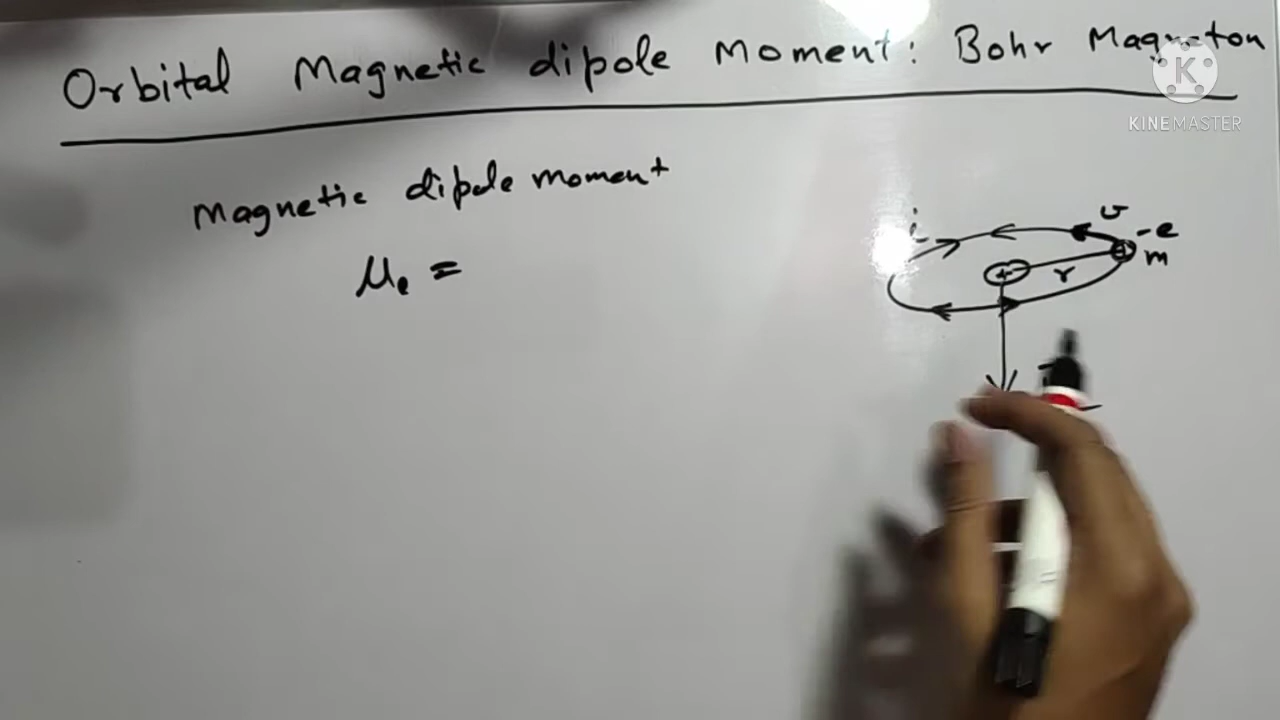 Orbital Magnetic dipole Moment: Bohr Magneton
K
KINEMASTER
Magnetic dipole moment
μe =
i
v
-e
m
r
+